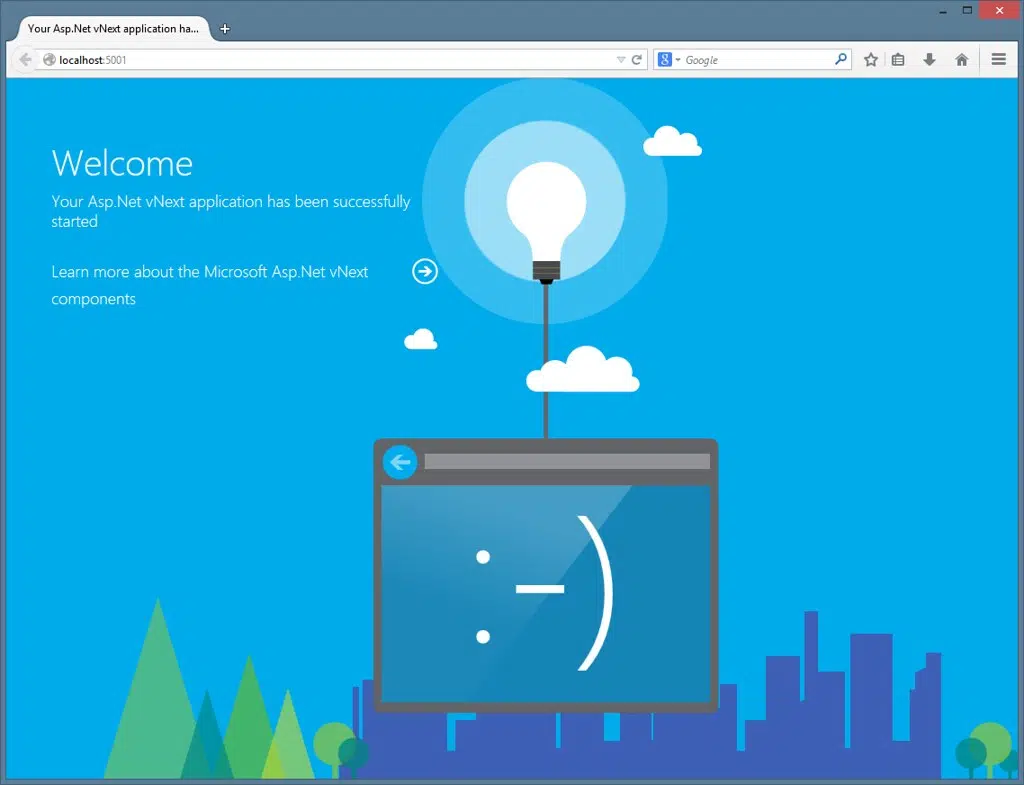 Your Asp.Net vNext application ha...
localhost:5001
Google
Welcome
Your Asp.Net vNext application has been successfully
started
Learn more about the Microsoft Asp.Net vNext
components
:-)